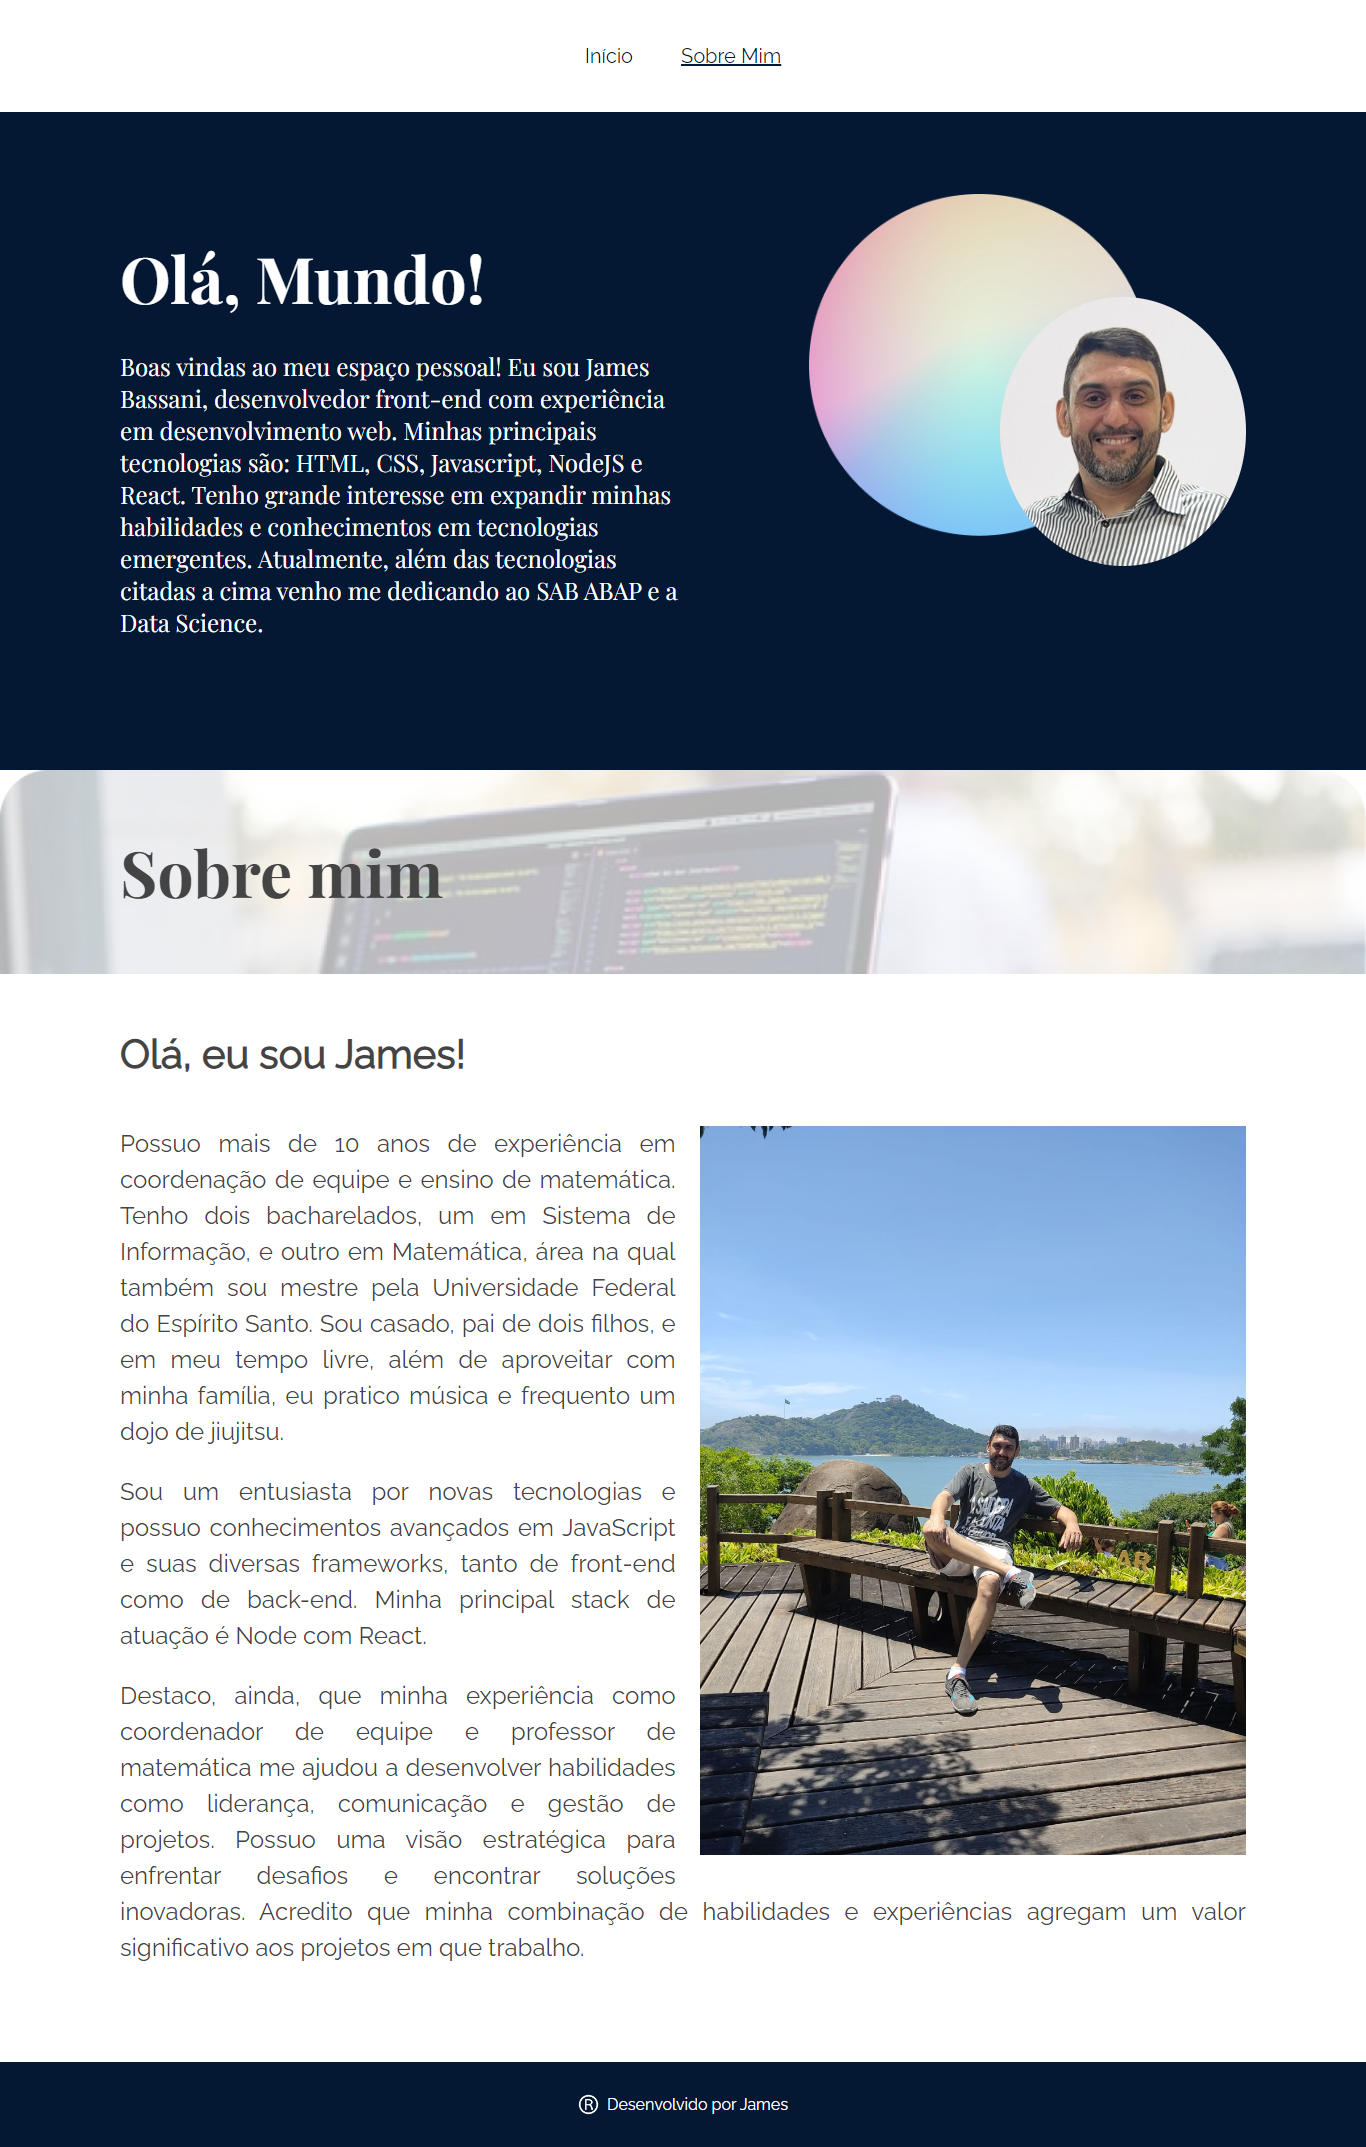 Início Sobre Mim
Olá, Mundo!
Boas vindas ao meu espaço pessoal! Eu sou James
Bassani, desenvolvedor front-end com experiência
em desenvolvimento web. Minhas principais
tecnologias são: HTML, CSS, Javascript, NodeJS e
React. Tenho grande interesse em expandir minhas
habilidades e conhecimentos em tecnologias
emergentes. Atualmente, além das tecnologias
citadas a cima venho me dedicando ao SAB ABAP e a
Data Science.
Sobre mim
Olá, eu sou James!
Possuo mais de 10 anos de experiência em
coordenação de equipe e ensino de matemática.
Tenho dois bacharelados, um em Sistema de
Informação, e outro em Matemática, área na qual
também sou mestre pela Universidade Federal
do Espírito Santo. Sou casado, pai de dois filhos, e
em meu tempo livre, além de aproveitar com
minha família, eu pratico música e frequento um
dojo de jiujitsu.
Sou um entusiasta por novas tecnologias e
possuo conhecimentos avançados em JavaScript
e suas diversas frameworks, tanto de front-end
como de back-end. Minha principal stack de
atuação é Node com React.
Destaco, ainda, que minha experiência como
coordenador de equipe e professor de
matemática me ajudou a desenvolver habilidades
como liderança, comunicação e gestão de
projetos. Possuo uma visão estratégica para
enfrentar desafios e encontrar soluções
inovadoras. Acredito que minha combinação de habilidades e experiências agregam um valor
significativo aos projetos em que trabalho.
® Desenvolvido por James